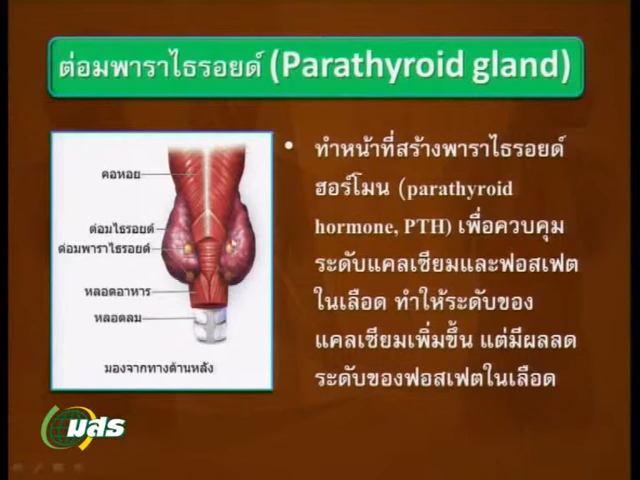 ต่อมพาราไธรอยด์ (Parathyroid gland)
คอหอย
ต่อมไธรอยด์
ต่อมพาราไธรอยด์
หลอดอาหาร
หลอดลม
มองจากทางด้านหลัง
• ทำหน้าที่สร้างพาราไธรอยด์
ฮอร์โมน (parathyroid
hormone, PTH) เพื่อควบคุม
ระดับแคลเซียมและฟอสเฟต
ในเลือด ทำให้ระดับของ
แคลเซียมเพิ่มขึ้น แต่มีผลลด
ระดับของฟอสเฟตในเลือด
มสธ